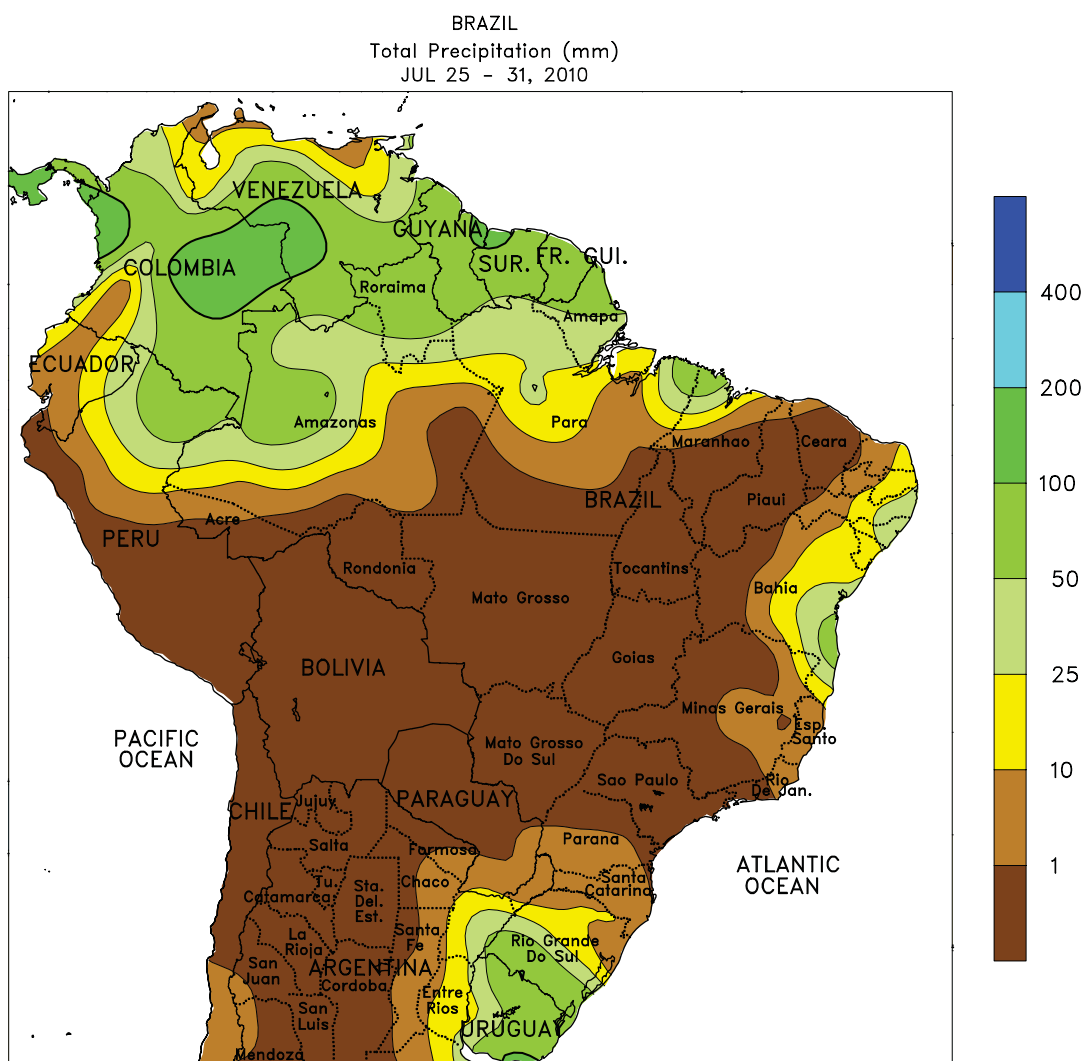 BRAZIL
Total Precipitation (mm)
JUL 25 - 31, 2010
VENEZUELA
GUYANA
SUR.
FR. GUI.
COLOMBIA
Roraima
Amapa
ECUADOR
Amazonas
Para
Maranhao
Ceara
BRAZIL
Piaui
Acre
PERU
Rondonia
Tocantins
Bahia
Mato Grosso
BOLIVIA
Goias
Minas Gerais
Esp.
Santo
PACIFIC
OCEAN
Mato Grosso
Do Sul
Sao Paulo
Rio
De Jan.
CHILE
Jujuy
PARAGUAY
Salta
Formosa
Parana
ATLANTIC
OCEAN
Tu.
Catamarca
Sta.
Del.
Est.
Chaco
Santa
Catarina
La
Rioja
Santa
Fe
Rio Grande
Do Sul
San
Juan
ARGENTINA
Cordoba
Entre
Rios
San
Luis
URUGUAY
Mendoza
400
200
100
50
25
10
1